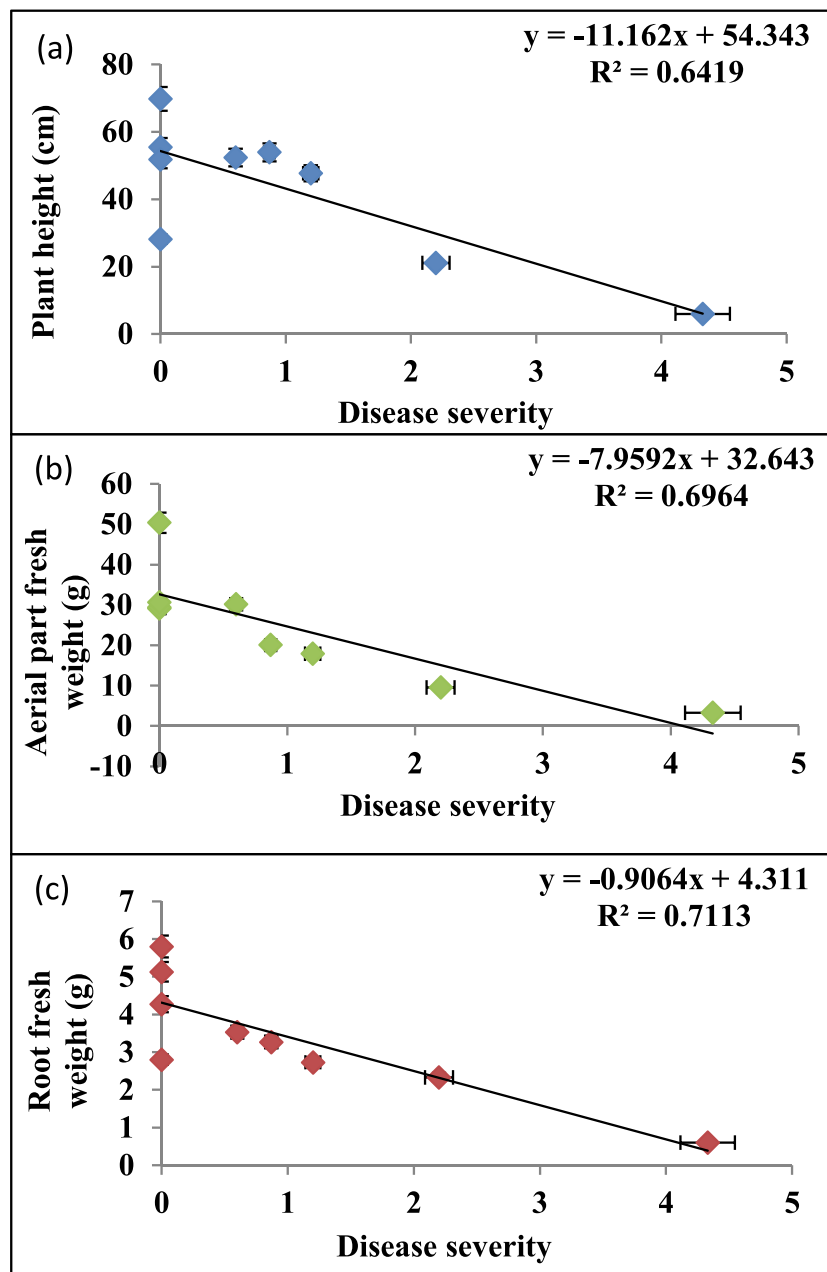 (a)
y = -11.162x + 54.343
R² = 0.6419
Plant height (cm)
80
60
40
20
0
0 1 2 3 4 5
Disease severity
(b)
y = -7.9592x + 32.643
R² = 0.6964
Aerial part fresh
weight (g)
60
50
40
30
20
10
0
-10
0 1 2 3 4 5
Disease severity
(c)
y = -0.9064x + 4.311
R² = 0.7113
Root fresh
weight (g)
7
6
5
4
3
2
1
0
0 1 2 3 4 5
Disease severity